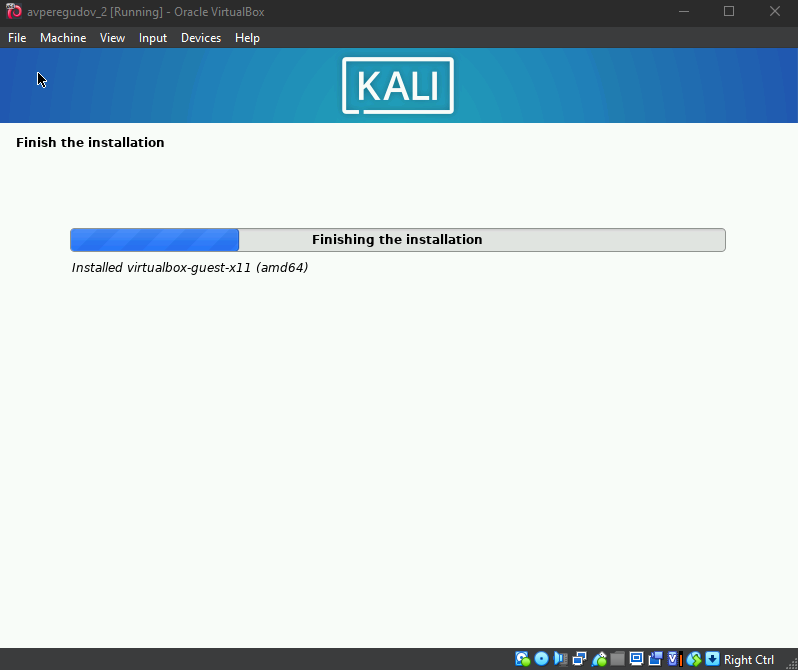 avperegudov_2 [Running] - Oracle VirtualBox
File Machine View Input Devices Help
KALI
Finish the installation
Finishing the installation
Installed virtualbox-guest-x11 (amd64)
Right Ctrl